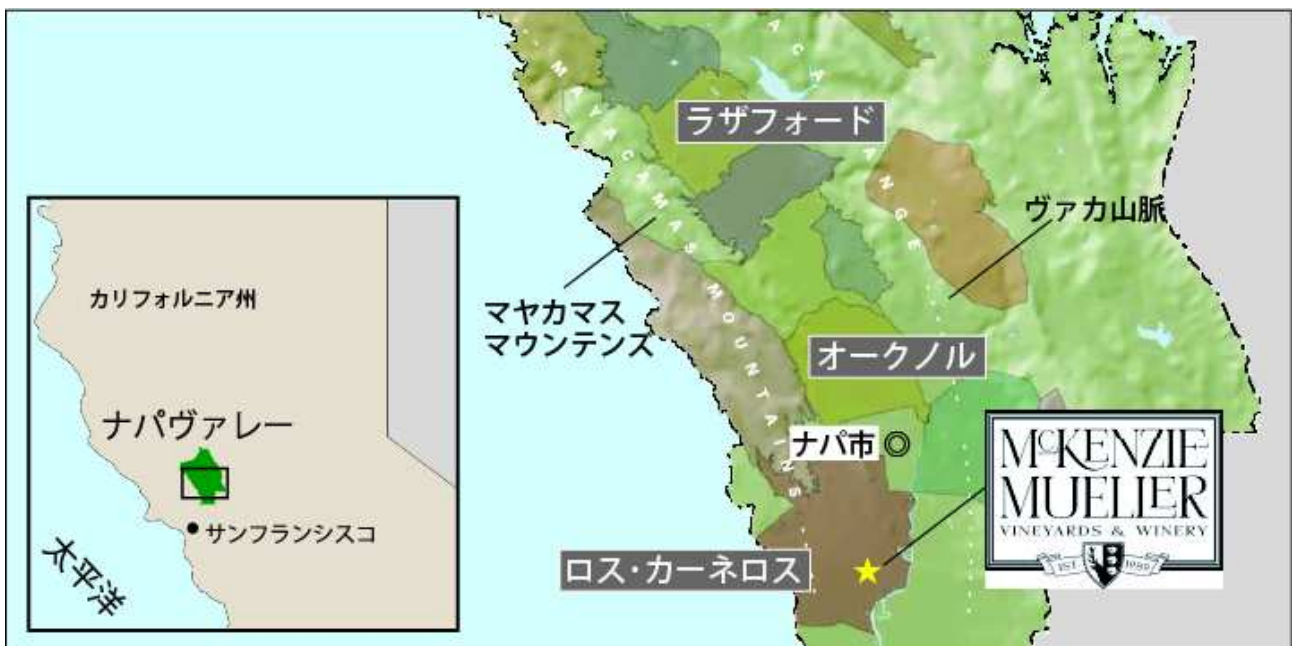 カリフォルニア州
ナパヴァレー
サンフランシスコ
太平洋
ラザフォード
ヴァカ山脈
マヤカマス
マウンテンズ
オークノル
ナパ市
ロス・カーネロス
MAYACAMAS MOUNTAINS
VACA RANGE
McKENZIE
MUELLER
VINEYARDS & WINERY
EST 1989